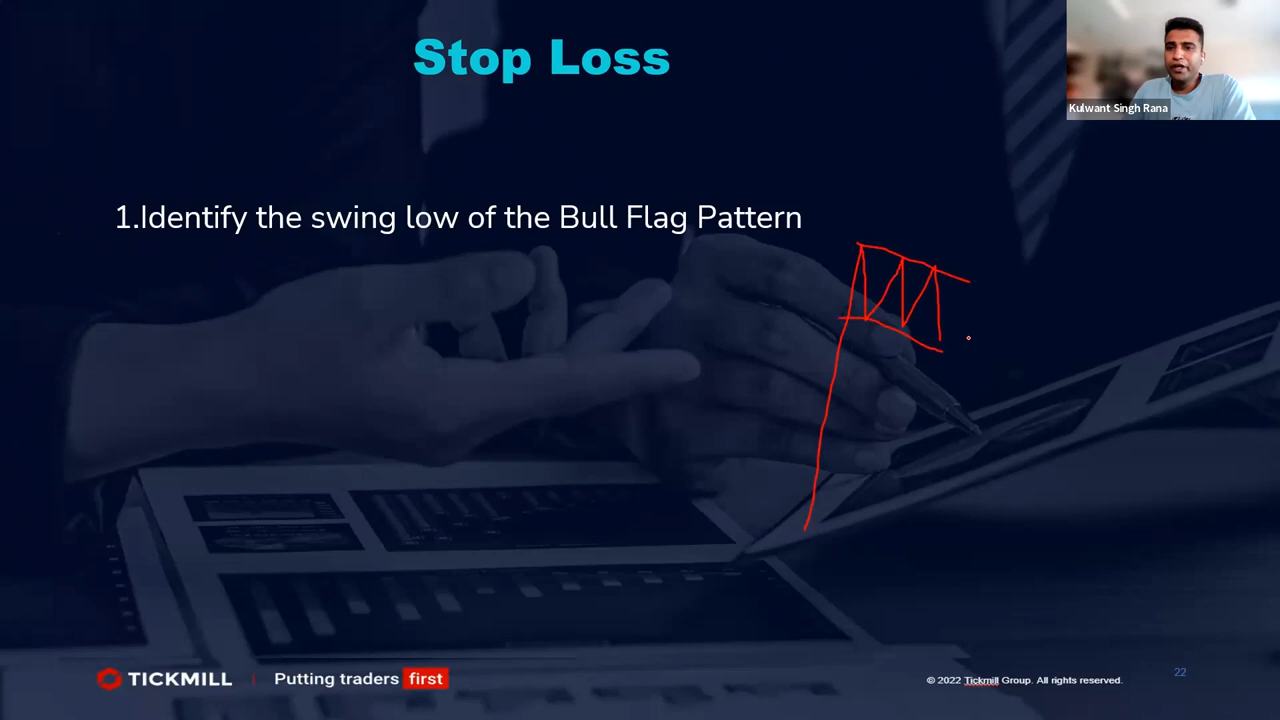 Stop Loss
Kulwant Singh Rana
1.Identify the swing low of the Bull Flag Pattern
TICKMILL | Putting traders first
© 2022 Tickmill Group. All rights reserved.
22